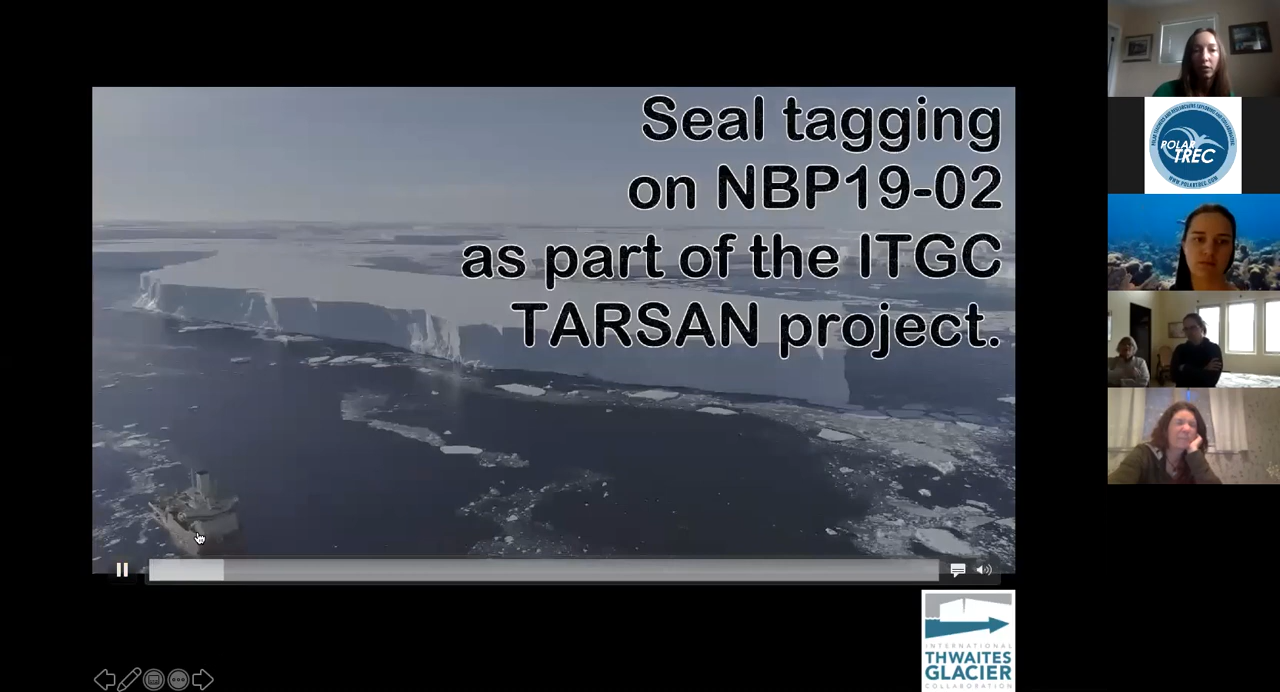 Seal tagging
on NBP19-02
as part of the ITGC
TARSAN project.
POLAR
TREC
WWW.POLARTREC.COM
INTERNATIONAL
THWAITES
GLACIER
COLLABORATION